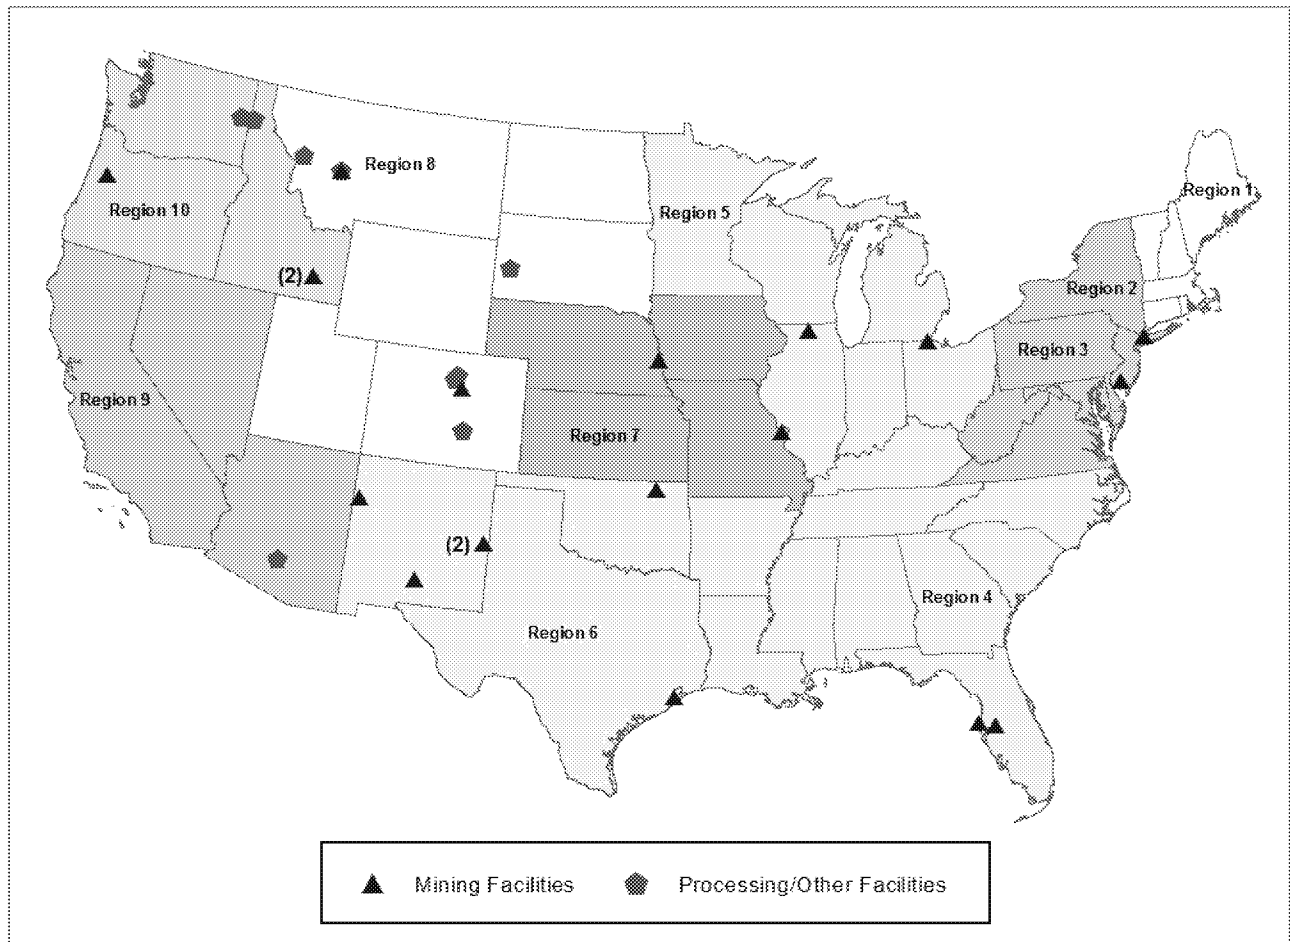 Region 8
Region 1
Region 10
Region 5
(2)
Region 2
Region 3
Region 9
Region 7
(2)
Region 4
Region 6
Mining Facilities
Processing/Other Facilities